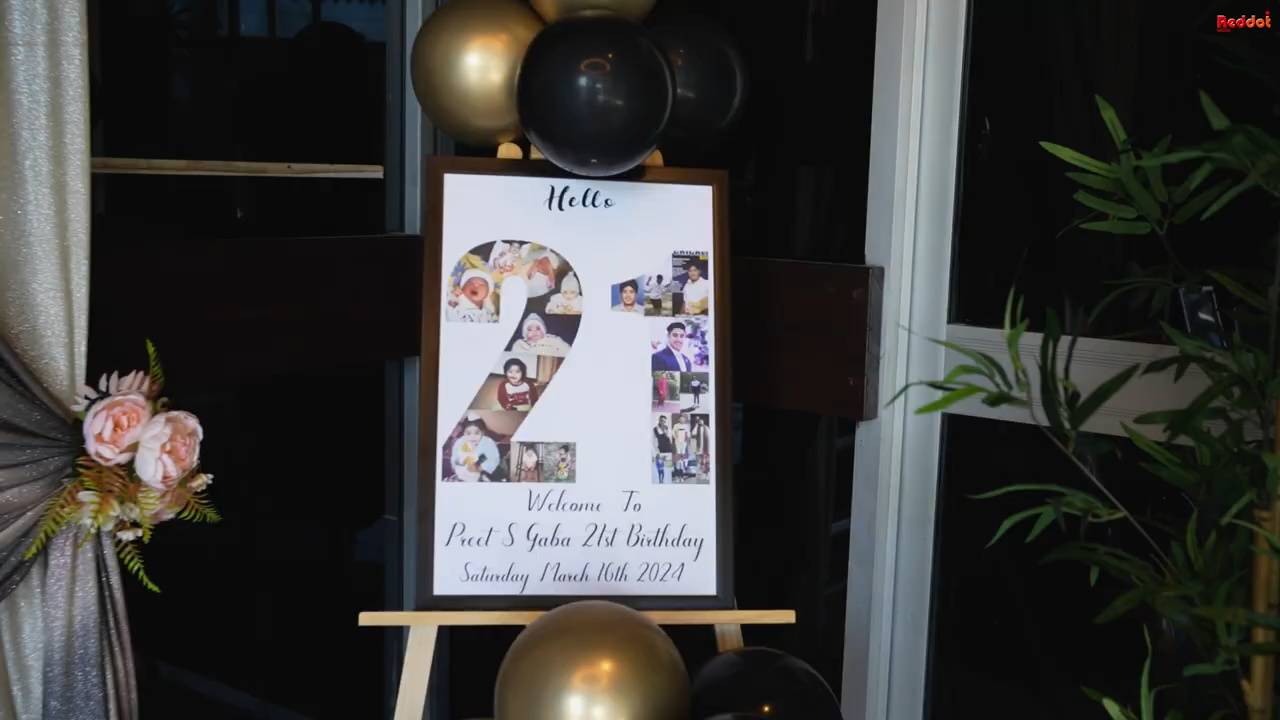 Reddot
Hello
Welcome To
Preet S Gaba 21st Birthday
Saturday March 16th 2024